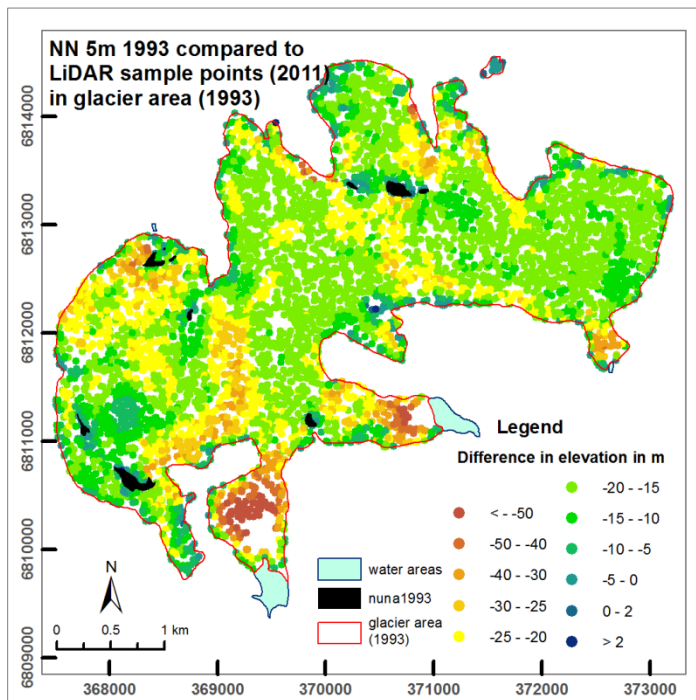 NN 5m 1993 compared to
LiDAR sample points (2011)
in glacier area (1993)
6814000
6813000
6812000
6811000
6810000
6809000
Legend
Difference in elevation in m
< - -50
-50 - -40
-40 - -30
-30 - -25
-25 - -20
-20 - -15
-15 - -10
-10 - -5
-5 - 0
0 - 2
> 2
water areas
nuna1993
glacier area
(1993)
N
0 0.5 1 km
368000 369000 370000 371000 372000 373000